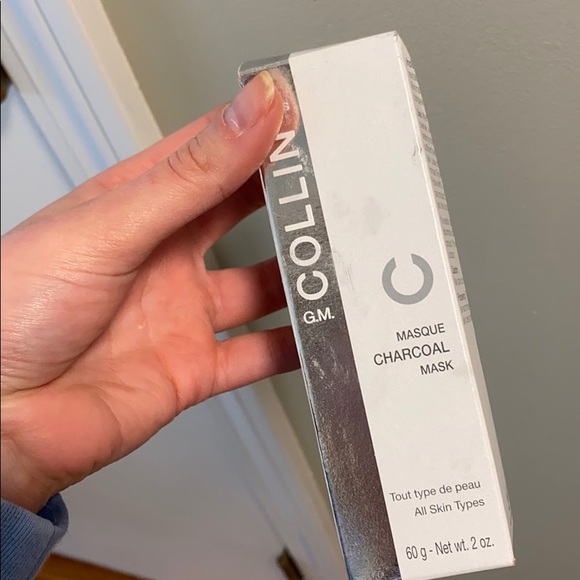 G.M. COLLIN
MASQUE
CHARCOAL
MASK
Tout type de peau
All Skin Types
60 g - Net wt. 2 oz.